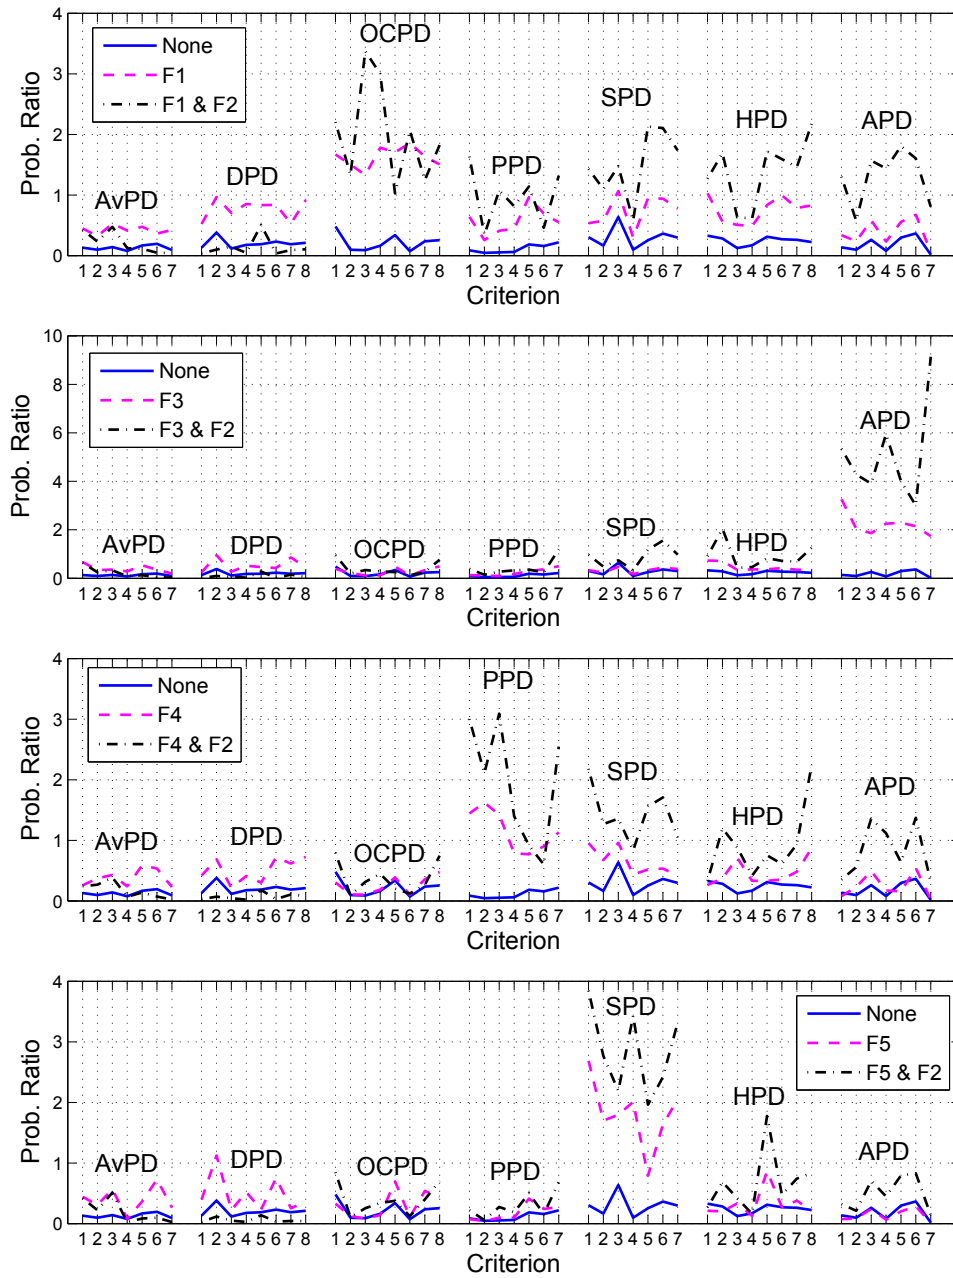 4
3
2
1
0
Prob. Ratio
None
F1
F1 & F2
AvPD
DPD
OCPD
PPD
SPD
HPD
APD
1 2 3 4 5 6 7 1 2 3 4 5 6 7 8 1 2 3 4 5 6 7 8 1 2 3 4 5 6 7 1 2 3 4 5 6 7 1 2 3 4 5 6 7 8 1 2 3 4 5 6 7
Criterion
10
8
6
4
2
0
Prob. Ratio
None
F3
F3 & F2
AvPD
DPD
OCPD
PPD
SPD
HPD
APD
1 2 3 4 5 6 7 1 2 3 4 5 6 7 8 1 2 3 4 5 6 7 8 1 2 3 4 5 6 7 1 2 3 4 5 6 7 1 2 3 4 5 6 7 8 1 2 3 4 5 6 7
Criterion
4
3
2
1
0
Prob. Ratio
None
F4
F4 & F2
AvPD
DPD
OCPD
PPD
SPD
HPD
APD
1 2 3 4 5 6 7 1 2 3 4 5 6 7 8 1 2 3 4 5 6 7 8 1 2 3 4 5 6 7 1 2 3 4 5 6 7 1 2 3 4 5 6 7 8 1 2 3 4 5 6 7
Criterion
4
3
2
1
0
Prob. Ratio
None
F5
F5 & F2
AvPD
DPD
OCPD
PPD
SPD
HPD
APD
1 2 3 4 5 6 7 1 2 3 4 5 6 7 8 1 2 3 4 5 6 7 8 1 2 3 4 5 6 7 1 2 3 4 5 6 7 1 2 3 4 5 6 7 8 1 2 3 4 5 6 7
Criterion